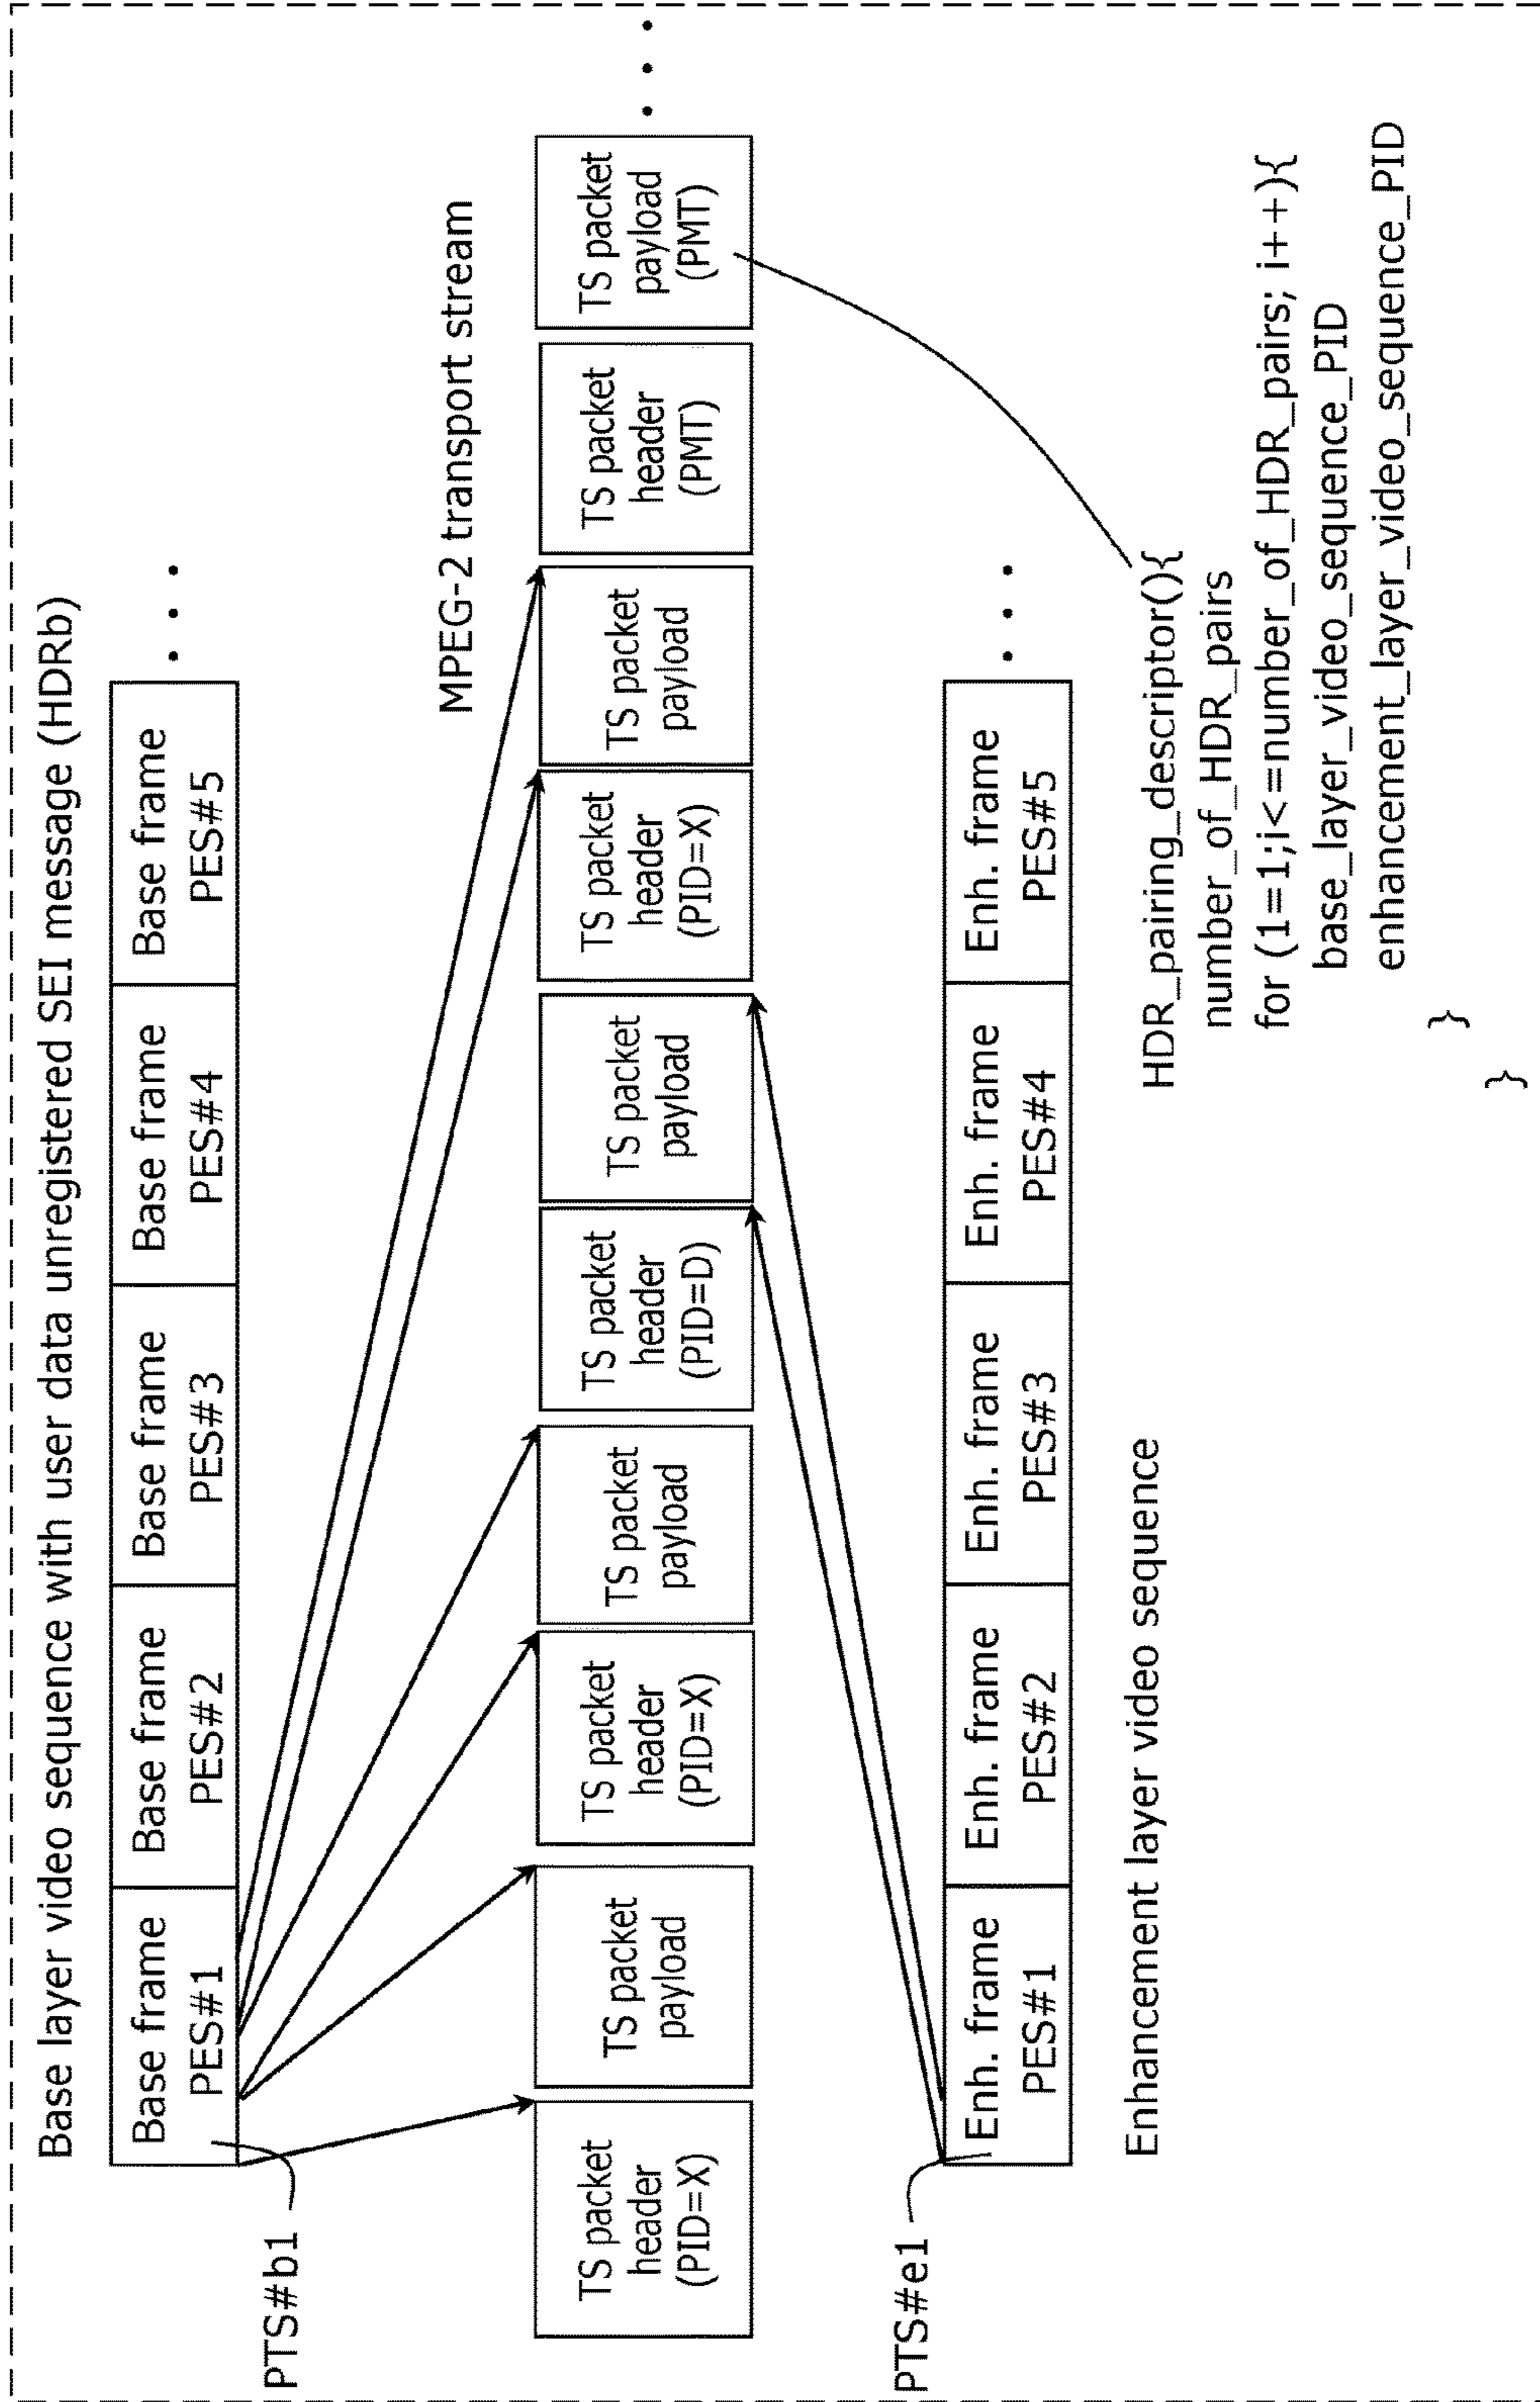 Base layer video sequence with user data unregistered SEI message (HDRb)
Base frame
PES#1
Base frame
PES#2
Base frame
PES#3
Base frame
PES#4
Base frame
PES#5
PTS#b1
MPEG-2 transport stream
TS packet
header
(PID=X)
TS packet
payload
TS packet
header
(PID=X)
TS packet
payload
TS packet
header
(PID=D)
TS packet
payload
TS packet
header
(PID=X)
TS packet
payload
TS packet
header
(PMT)
TS packet
payload
(PMT)
PTS#e1
Enh. frame
PES#1
Enh. frame
PES#2
Enh. frame
PES#3
Enh. frame
PES#4
Enh. frame
PES#5
Enhancement layer video sequence
HDR_pairing_descriptor(){
number_of_HDR_pairs
for (1=1;i<=number_of_HDR_pairs; i++){
base_layer_video_sequence_PID
enhancement_layer_video_sequence_PID
}
}